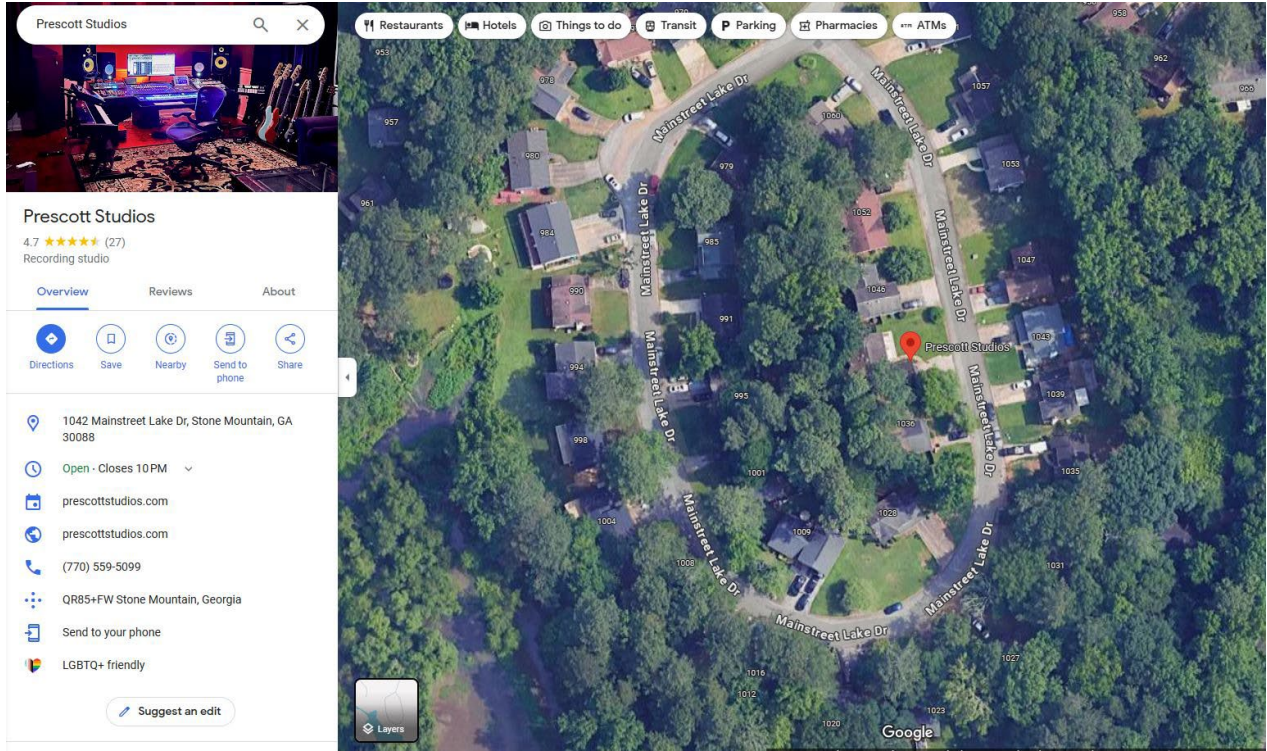 Prescott Studios
Restaurants
Hotels
Things to do
Transit
Parking
Pharmacies
ATMs
Prescott Studios
4.7 (27)
Recording studio
Overview
Reviews
About
Directions
Save
Nearby
Send to
phone
Share
1042 Mainstreet Lake Dr, Stone Mountain, GA
30088
Open · Closes 10 PM
prescottstudios.com
prescottstudios.com
(770) 559-5099
QR85+FW Stone Mountain, Georgia
Send to your phone
LGBTQ+ friendly
Suggest an edit
953
978
1057
958
962
966
957
Mainstreet Lake Dr
Mainstreet Lake Dr
1060
980
979
1053
961
Mainstreet Lake Dr
984
985
1052
Mainstreet Lake Dr
1047
990
991
1046
1043
Prescott Studios
994
Mainstreet Lake Dr
995
Mainstreet Lake Dr
1039
998
1036
1035
1001
1004
Mainstreet Lake Dr
1009
1028
1008
Mainstreet Lake Dr
1031
Mainstreet Lake Dr
1027
1016
1012
1020
1023
Layers
Google